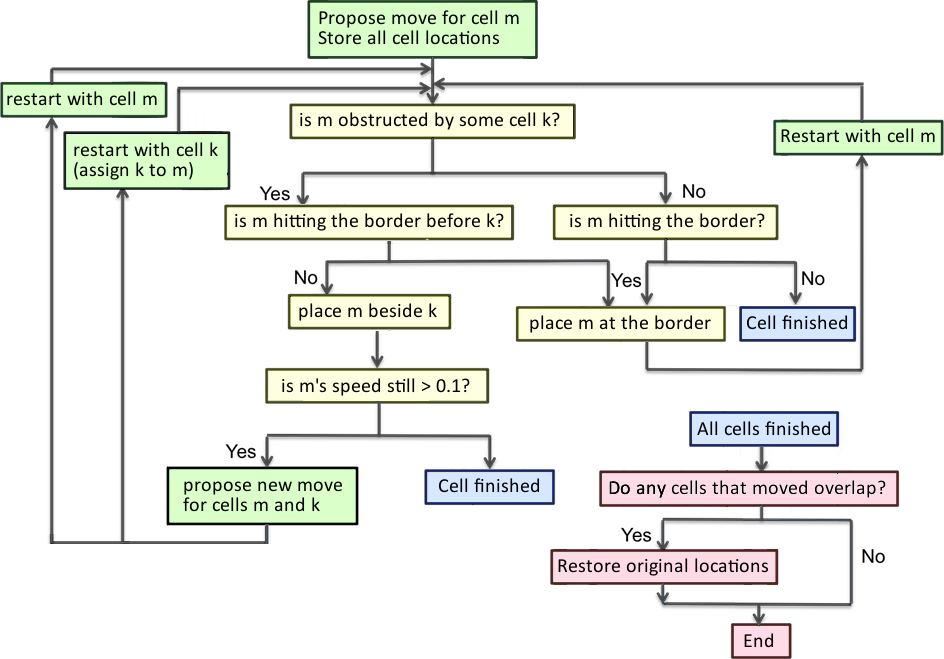 Propose move for cell m
Store all cell locations
restart with cell m
is m obstructed by some cell k?
Restart with cell m
restart with cell k
(assign k to m)
Yes
No
is m hitting the border before k?
is m hitting the border?
No
Yes
No
place m beside k
place m at the border
Cell finished
is m's speed still > 0.1?
All cells finished
Yes
propose new move
for cells m and k
Cell finished
Do any cells that moved overlap?
Yes
No
Restore original locations
End